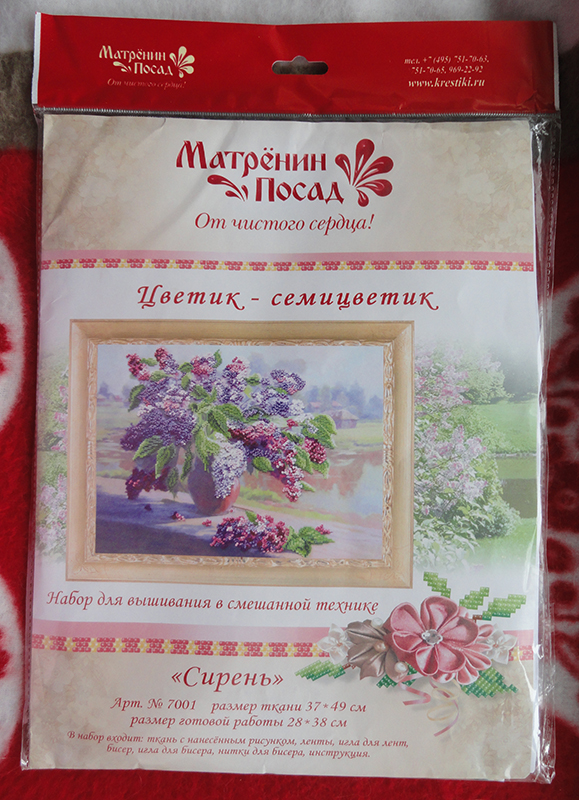 Матрёнин
Посад
От чистого сердца!
тел. +7 (495) 751-70-63,
751-70-65, 969-22-92
www.krestiki.ru
Матрёнин
Посад
От чистого сердца!
Цветик - семицветик
Набор для вышивания в смешанной технике
«Сирень»
Арт. № 7001 размер ткани 37*49 см
размер готовой работы 28*38 см
В набор входит: ткань с нанесённым рисунком, ленты, игла для лент,
бисер, игла для бисера, нитки для бисера, инструкция.